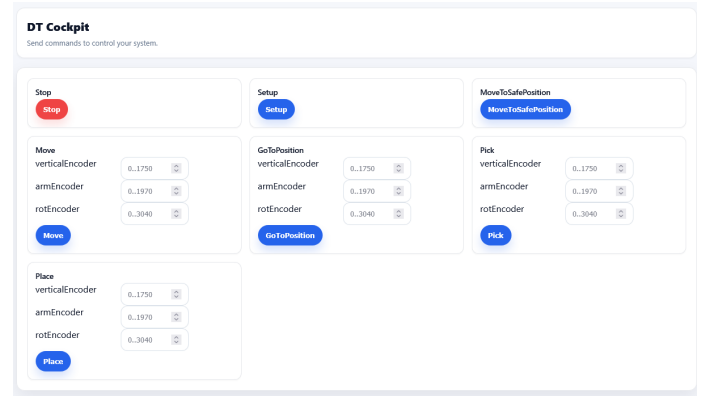 DT Cockpit
Send commands to control your system.
Stop
Stop
Setup
Setup
MoveToSafePosition
MoveToSafePosition
Move
verticalEncoder
0..1750
armEncoder
0..1970
rotEncoder
0..3040
Move
GoToPosition
verticalEncoder
0..1750
armEncoder
0..1970
rotEncoder
0..3040
GoToPosition
Pick
verticalEncoder
0..1750
armEncoder
0..1970
rotEncoder
0..3040
Pick
Place
verticalEncoder
0..1750
armEncoder
0..1970
rotEncoder
0..3040
Place